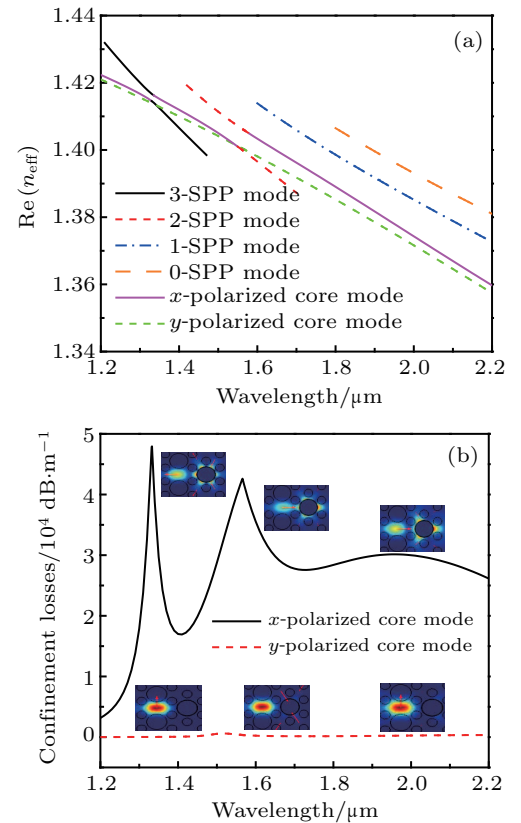 (a)
1.44
1.42
1.40
1.38
1.36
1.34
Re (n_eff)
3-SPP mode
2-SPP mode
1-SPP mode
0-SPP mode
x-polarized core mode
y-polarized core mode
1.2 1.4 1.6 1.8 2.0 2.2
Wavelength/μm
(b)
5
4
3
2
1
0
Confinement losses/10⁴ dB·m⁻¹
x-polarized core mode
y-polarized core mode
1.2 1.4 1.6 1.8 2.0 2.2
Wavelength/μm